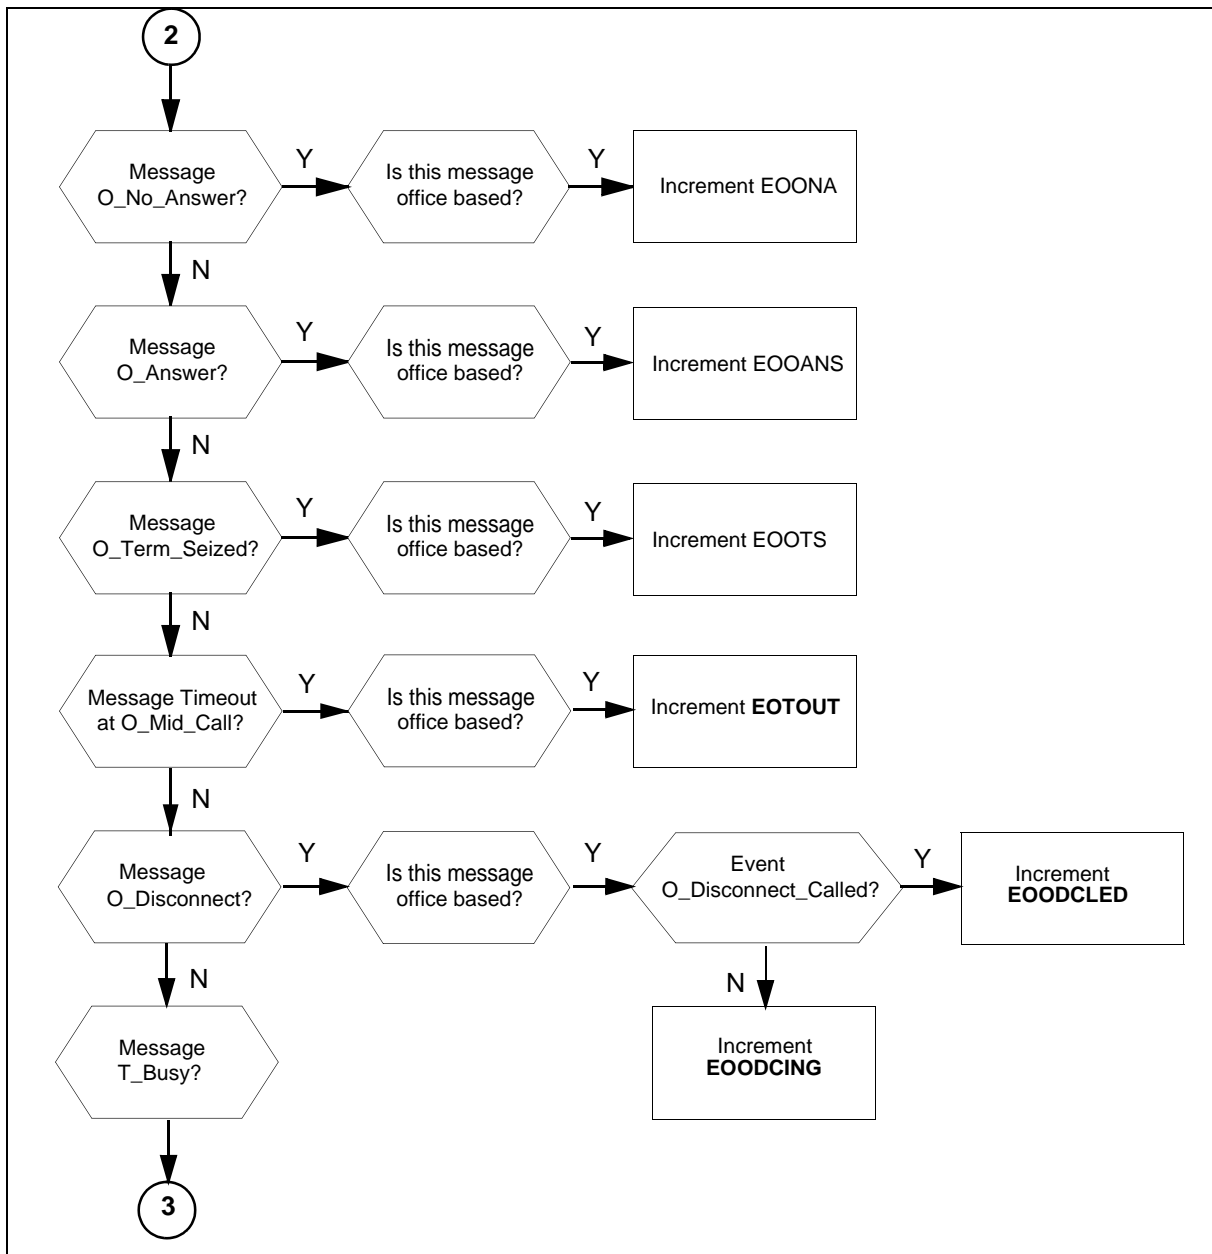 2
Message
O_No_Answer?
Y
Is this message
office based?
Y
Increment EOONA
N
Message
O_Answer?
Y
Is this message
office based?
Y
Increment EOOANS
N
Message
O_Term_Seized?
Y
Is this message
office based?
Y
Increment EOOTS
N
Message Timeout
at O_Mid_Call?
Y
Is this message
office based?
Y
Increment EOTOUT
N
Message
O_Disconnect?
Y
Is this message
office based?
Y
Event
O_Disconnect_Called?
Y
Increment
EOODCLED
N
N
Message
T_Busy?
Increment
EOODCING
3